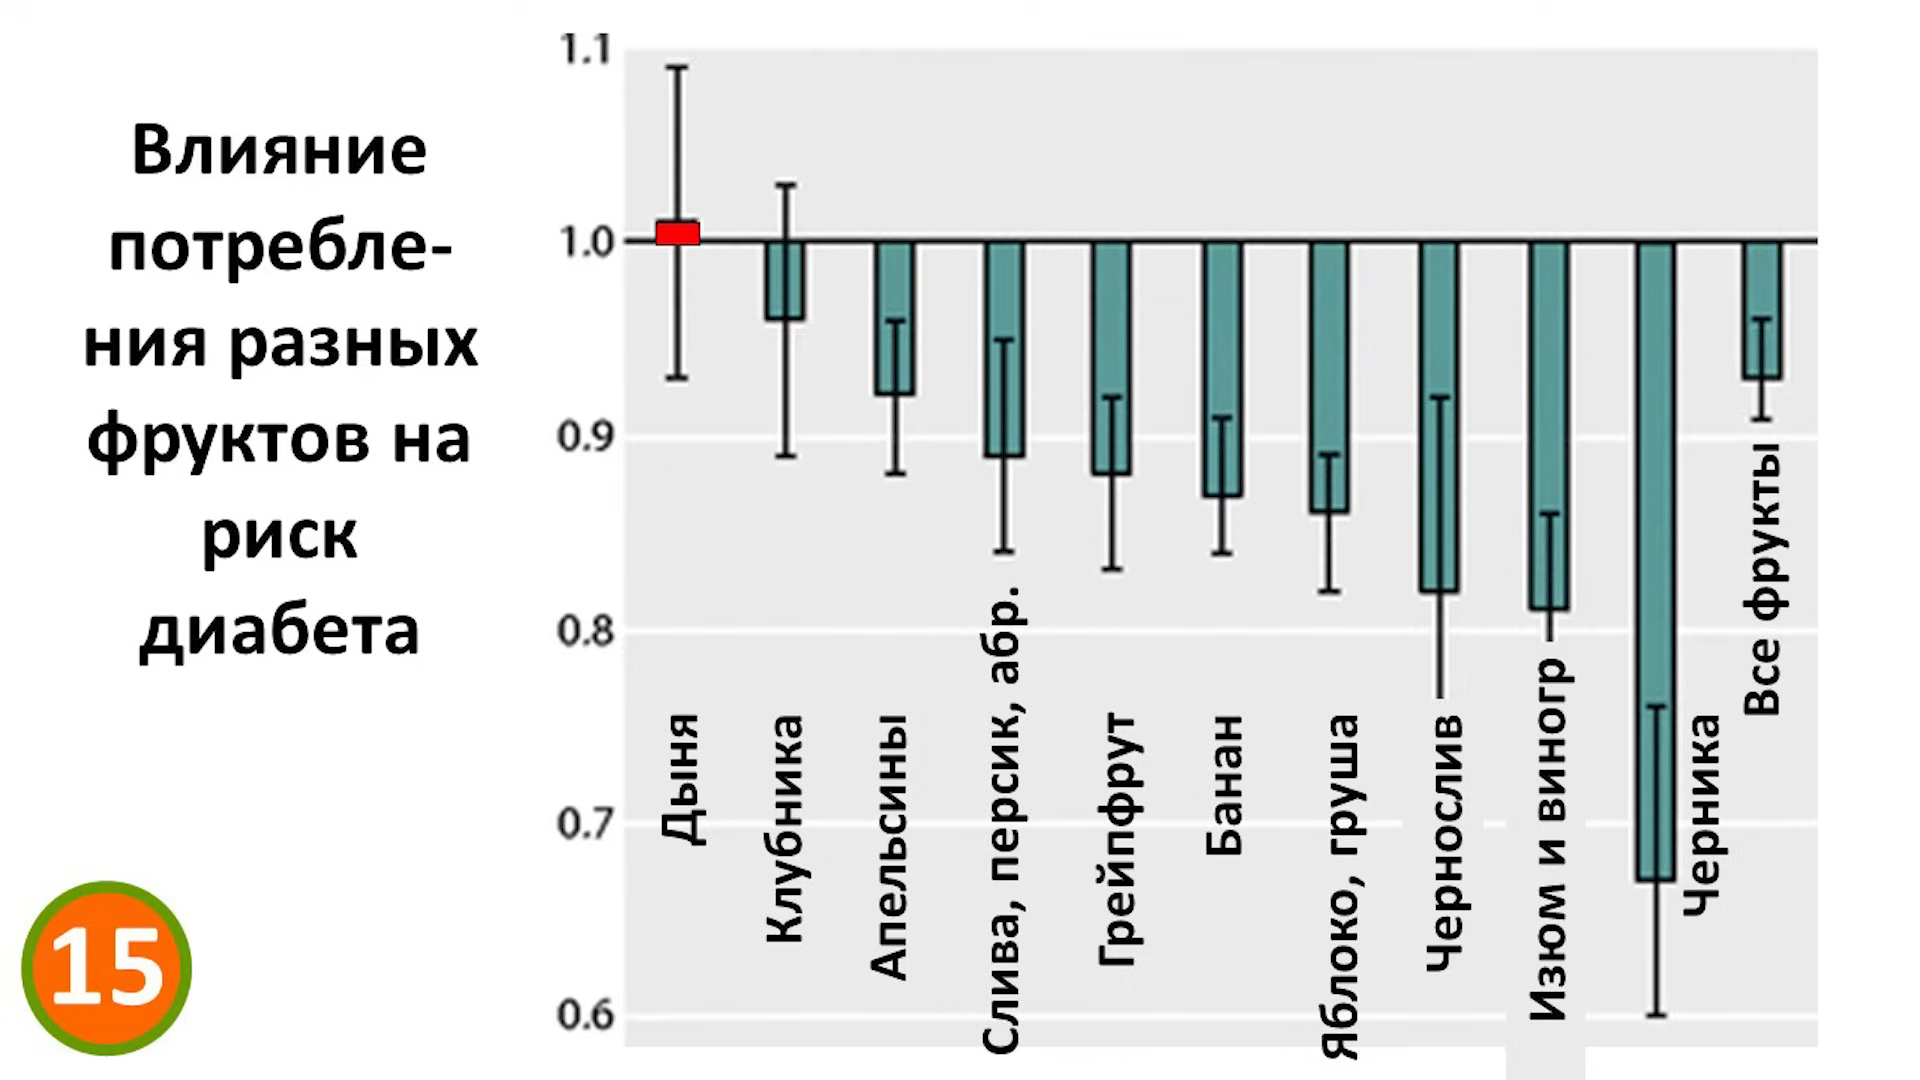 Влияние
потребле-
ния разных
фруктов на
риск
диабета
15
1.1
1.0
0.9
0.8
0.7
0.6
Дыня
Клубника
Апельсины
Слива, персик, абр.
Грейпфрут
Банан
Яблоко, груша
Чернослив
Изюм и виногр
Черника
Все фрукты